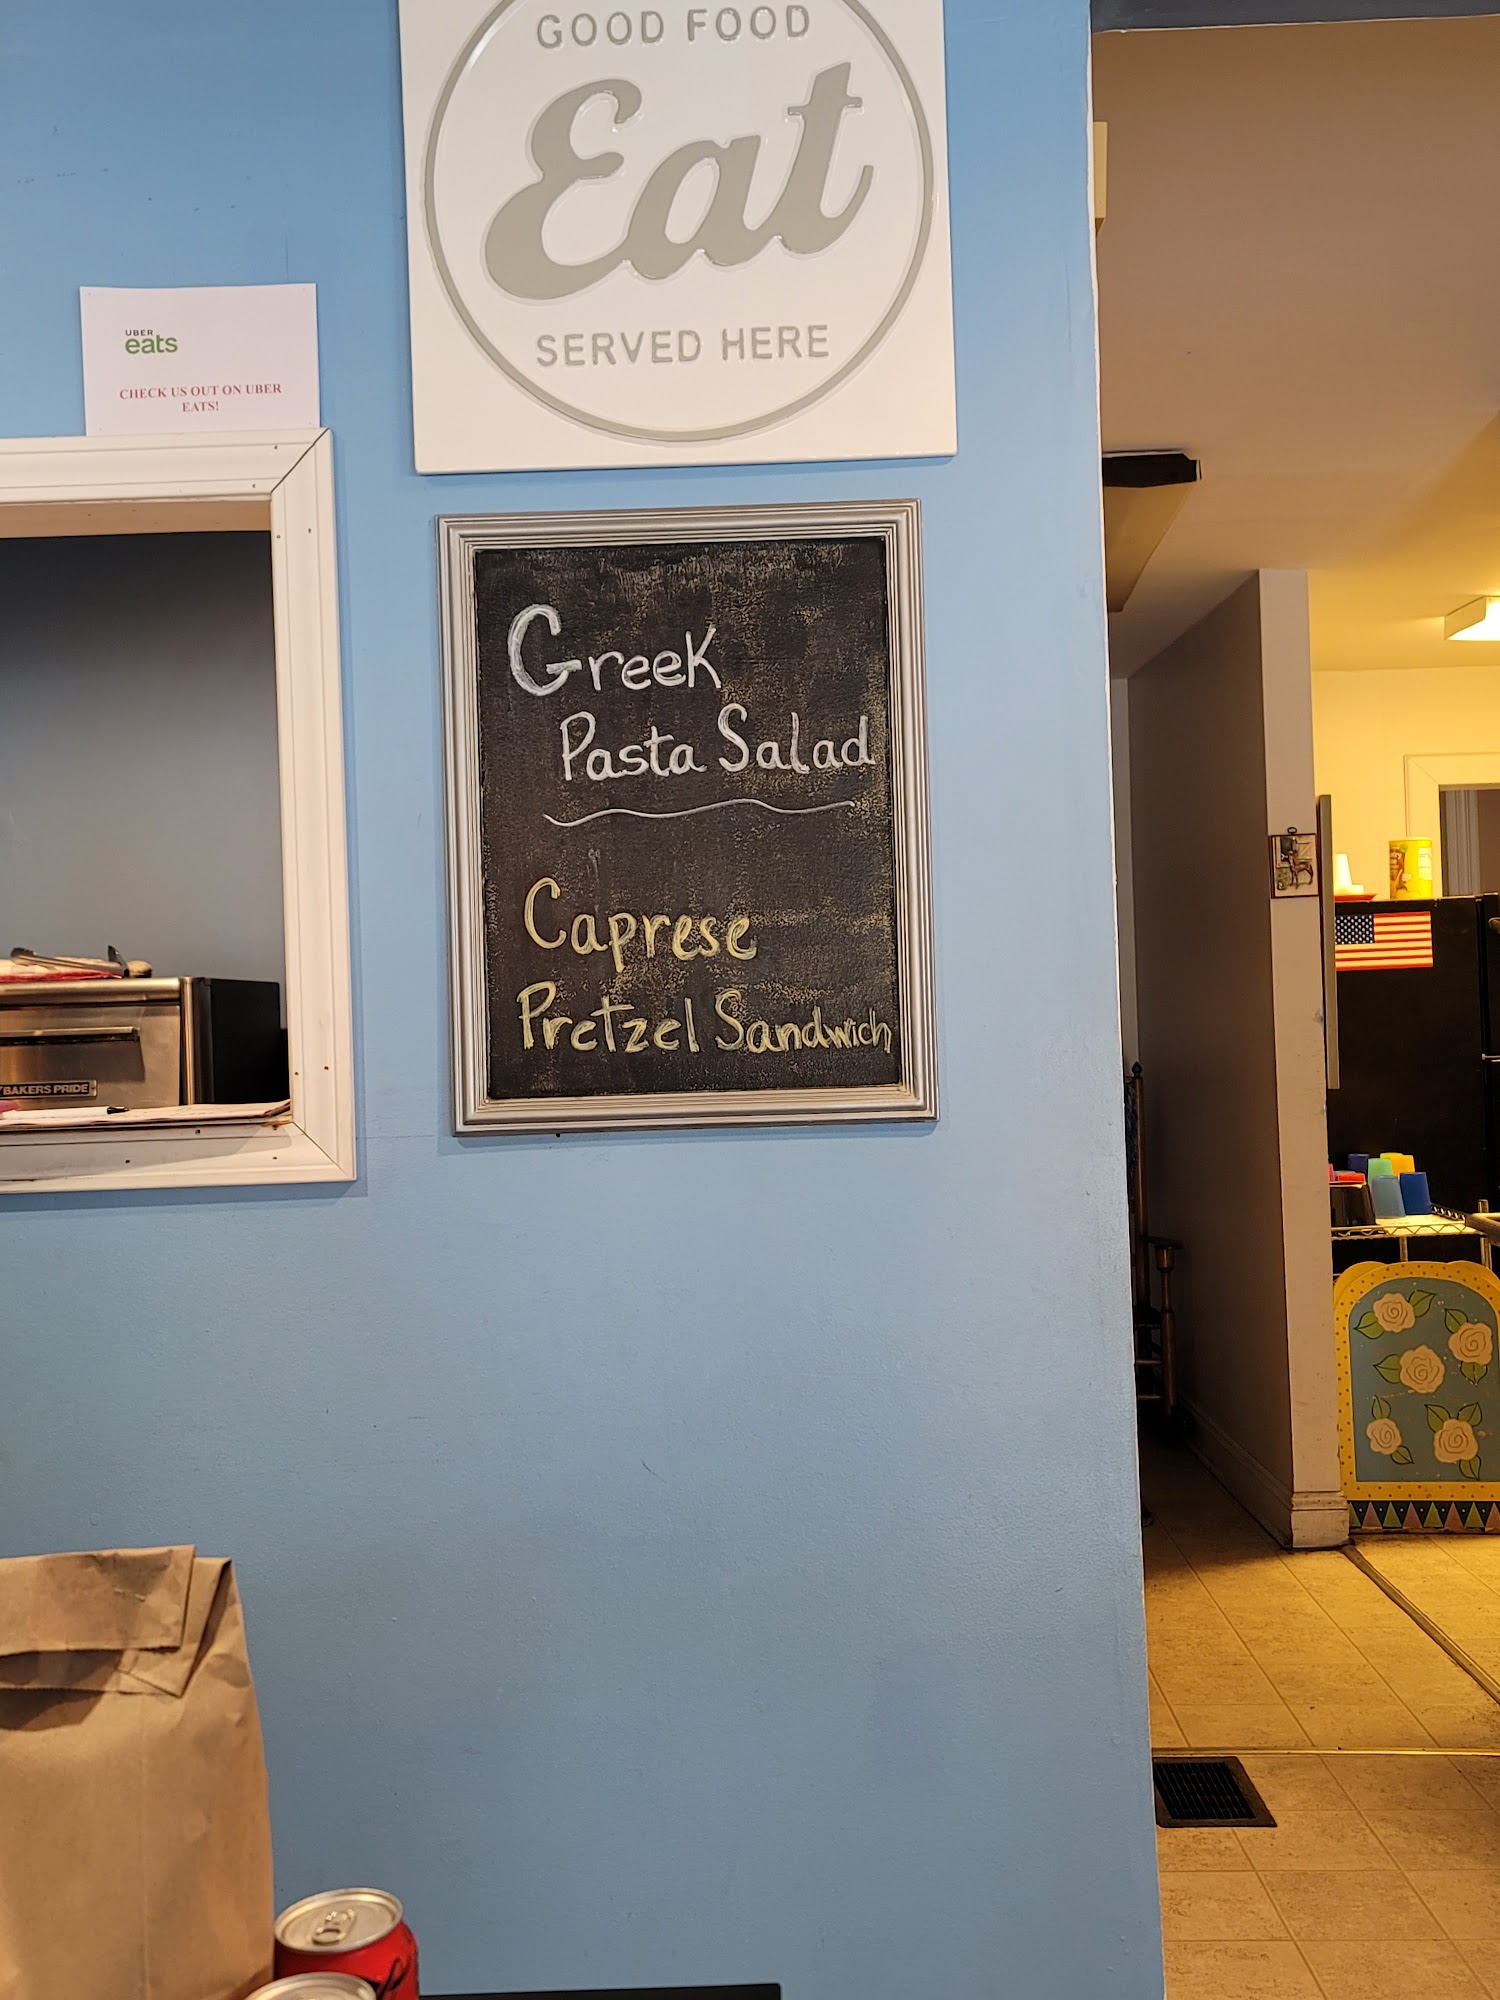 GOOD FOOD
Eat
SERVED HERE
UBER
eats
CHECK US OUT ON UBER
EATS!
Greek
Pasta Salad
Caprese
Pretzel Sandwich
BAKERS PRIDE